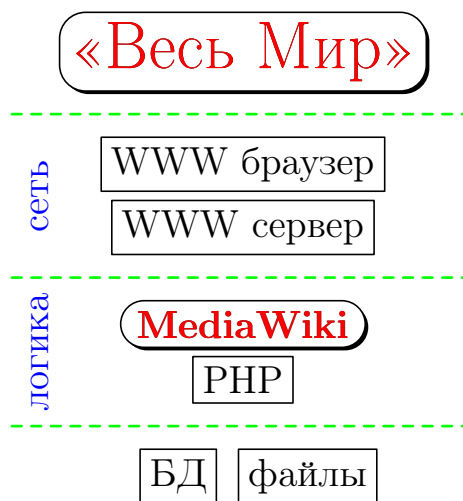 «Весь Мир»
сеть
WWW браузер
WWW сервер
логика
MediaWiki
PHP
БД файлы